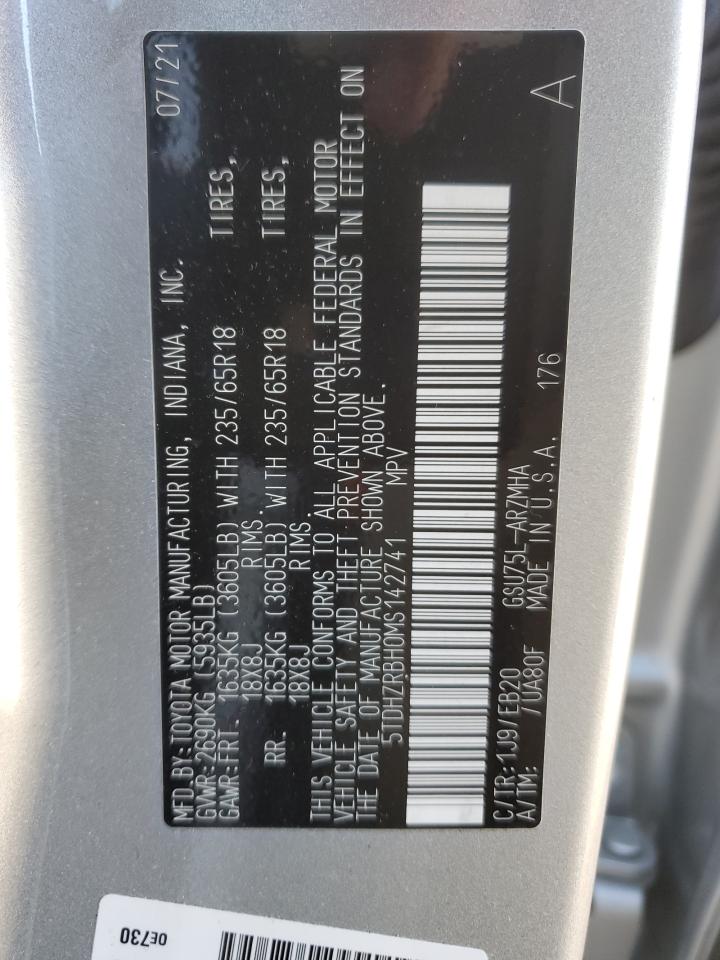 MFD.BY:TOYOTA MOTOR MANUFACTURING, INDIANA, INC. 07/21
GVWR:2690KG (5935LB)
GAWR:FRT. 1635KG (3605LB) WITH 235/65R18 TIRES,
18X8J RIMS.
RR. 1635KG (3605LB) WITH 235/65R18 TIRES,
18X8J RIMS.
THIS VEHICLE CONFORMS TO ALL APPLICABLE FEDERAL MOTOR
VEHICLE SAFETY AND THEFT PREVENTION STANDARDS IN EFFECT ON
THE DATE OF MANUFACTURE SHOWN ABOVE.
5TDHZRBH0MS142741 MPV
C/TR:1J9/EB20 GSU75L-ARZMHA
A/TM: /UA80F MADE IN U.S.A. 176 A
OE730